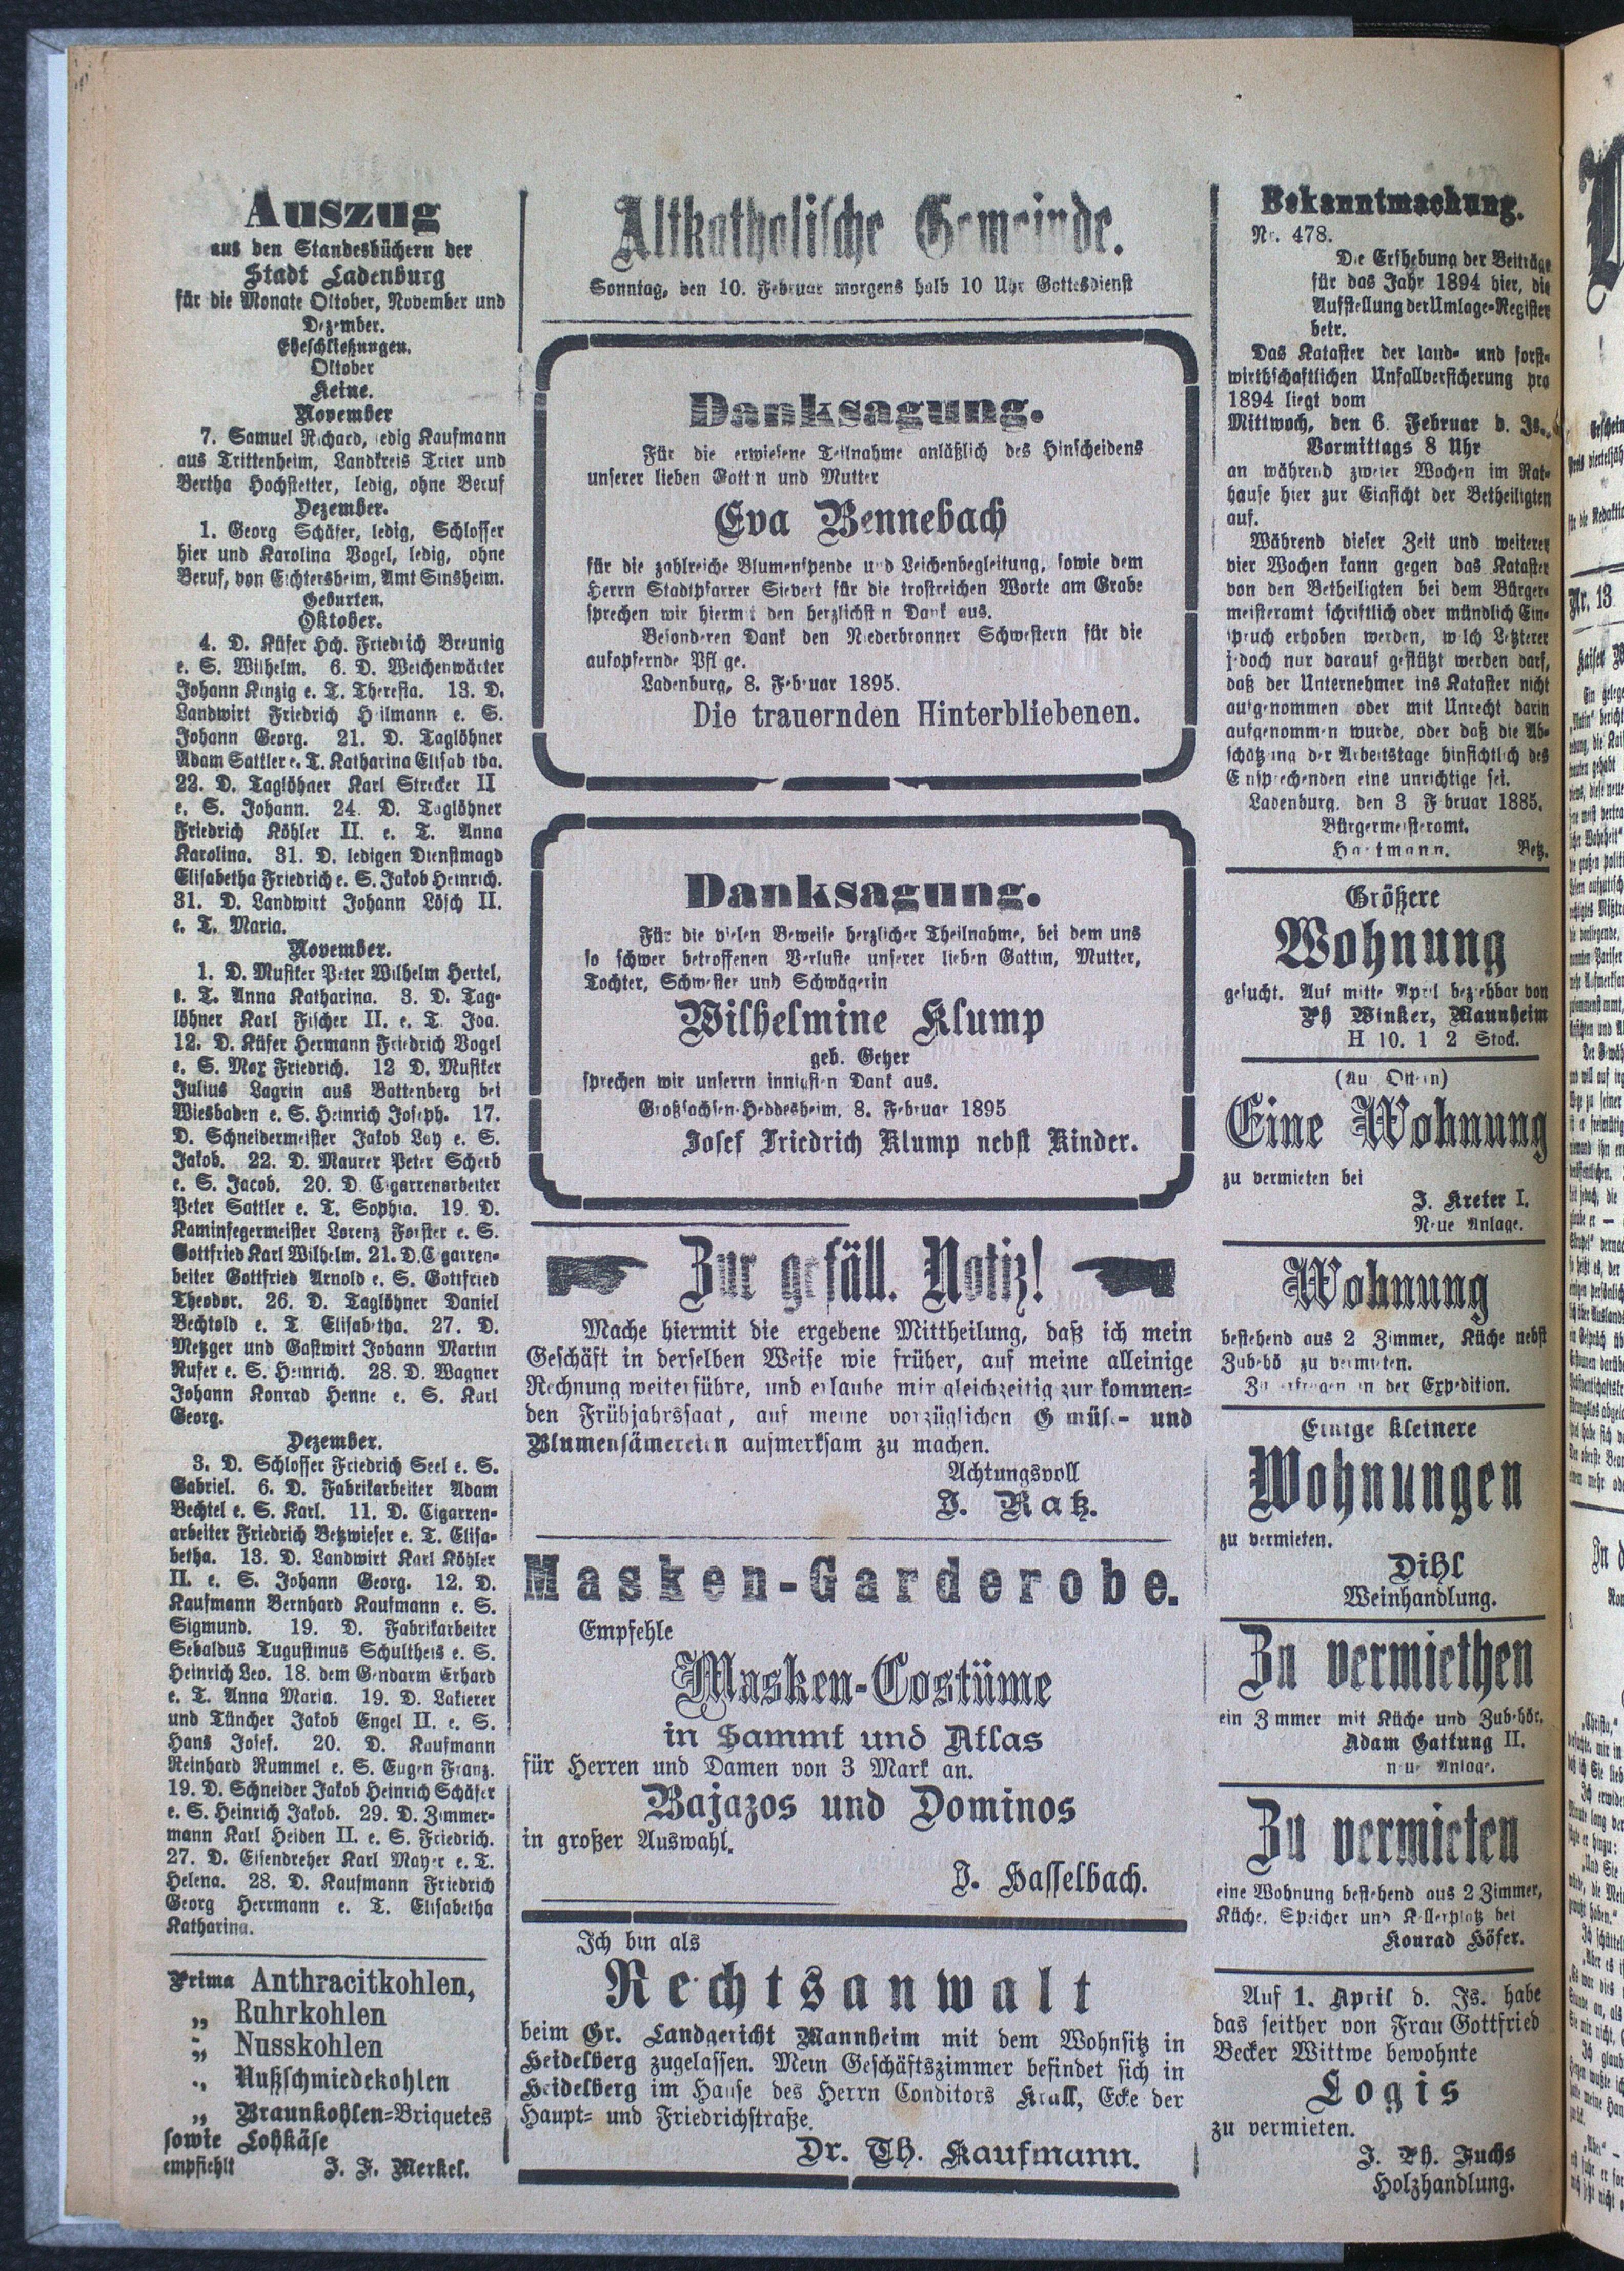 Auszug
aus den Standesbüchern der
Stadt Ladenburg
für die Monate Oktober, November und
Dezember.
Eheschließungen.
Oktober
Keine.
November
7. Samuel Richard, ledig Kaufmann
aus Trittenheim, Landkreis Trier und
Bertha Hochstetter, ledig, ohne Beruf
Dezember.
1. Georg Schäfer, ledig, Schlosser
hier und Karolina Vogel, ledig, ohne
Beruf, von Eichtersheim, Amt Sinsheim.
Geburten.
Oktober.
4. D. Küfer Hch. Friedrich Breunig
e. S. Wilhelm. 6. D. Weichenwärter
Johann Kinzig e. T. Theresia. 13. D.
Landwirt Friedrich Heilmann e. S.
Johann Georg. 21. D. Taglöhner
Adam Sattler e. T. Katharina Elisabetha.
22. D. Taglöhner Karl Strecker II
e. S. Johann. 24. D. Taglöhner
Friedrich Köhler II. e. T. Anna
Karolina. 31. D. ledigen Dienstmagd
Elisabetha Friedrich e. S. Jakob Heinrich.
31. D. Landwirt Johann Lösch II.
e. T. Maria.
November.
1. D. Musiker Peter Wilhelm Hertel,
e. T. Anna Katharina. 3. D. Tag-
löhner Karl Fischer II. e. T. Joa.
12. D. Küfer Hermann Friedrich Vogel
e. S. Max Friedrich. 12 D. Musiker
Julius Lagrin aus Battenberg bei
Wiesbaden e. S. Heinrich Joseph. 17.
D. Schneidermeister Jakob Lay e. S.
Jakob. 22. D. Maurer Peter Scherb
e. S. Jacob. 20. D. Cigarrenarbeiter
Peter Sattler e. T. Sophia. 19. D.
Kaminfegermeister Lorenz Forster e. S.
Gottfried Karl Wilhelm. 21. D. Cigarren-
beiter Gottfried Arnold e. S. Gottfried
Theodor. 26. D. Taglöhner Daniel
Bechtold e. T. Elisabetha. 27. D.
Metzger und Gastwirt Johann Martin
Rufer e. S. Heinrich. 28. D. Wagner
Johann Konrad Henne e. S. Karl
Georg.
Dezember.
3. D. Schlosser Friedrich Seel e. S.
Gabriel. 6. D. Fabrikarbeiter Adam
Bechtel e. S. Karl. 11. D. Cigarren-
arbeiter Friedrich Betzwieser e. T. Elisa-
betha. 13. D. Landwirt Karl Köhler
II. e. S. Johann Georg. 12. D.
Kaufmann Bernhard Kaufmann e. S.
Sigmund. 19. D. Fabrikarbeiter
Sebaldus Tugustinus Schultheis e. S.
Heinrich Leo. 18. dem Gendarm Erhard
e. T. Anna Maria. 19. D. Lakierer
und Tüncher Jakob Engel II. e. S.
Hans Josef. 20. D. Kaufmann
Reinhard Rummel e. S. Eugen Franz.
19. D. Schneider Jakob Heinrich Schäfer
e. S. Heinrich Jakob. 29. D. Zimmer-
mann Karl Heiden II. e. S. Friedrich.
27. D. Eisendreher Karl Mayer e. T.
Helena. 28. D. Kaufmann Friedrich
Georg Herrmann e. T. Elisabetha
Katharina.
Prima Anthracitkohlen,
„ Ruhrkohlen
„ Nusskohlen
„ Nußschmiedekohlen
„ Braunkohlen=Briquetes
sowie Lohkäse
empfiehlt J. F. Merkel.
Altkatholische Gemeinde.
Sonntag, den 10. Februar morgens halb 10 Uhr Gottesdienst
Danksagung.
Für die erwiesene Teilnahme anläßlich des Hinscheidens
unserer lieben Gattin und Mutter
Eva Bennebach
für die zahlreiche Blumenspende und Leichenbegleitung, sowie dem
Herrn Stadtpfarrer Sievert für die trostreichen Worte am Grabe
sprechen wir hiermit den herzlichsten Dank aus.
Besonderen Dank den Niederbronner Schwestern für die
aufopfernde Pflege.
Ladenburg, 8. Februar 1895.
Die trauernden Hinterbliebenen.
Danksagung.
Für die vielen Beweise herzlicher Theilnahme, bei dem uns
so schwer betroffenen Verluste unserer lieben Gattin, Mutter,
Tochter, Schwester und Schwägerin
Wilhelmine Klump
geb. Geyer
sprechen wir unserrn innigsten Dank aus.
Großsachsen-Heddesheim, 8. Februar 1895
Josef Friedrich Klump nebst Kinder.
Zur gefäll. Notiz!
Mache hiermit die ergebene Mittheilung, daß ich mein
Geschäft in derselben Weise wie früher, auf meine alleinige
Rechnung weiterführe, und erlaube mir gleichzeitig zur kommen=
den Frühjahrssaat, auf meine vorzüglichen Gemüse- und
Blumensämereien aufmerksam zu machen.
Achtungsvoll
J. Ratz.
Masken-Garderobe.
Empfehle
Masken-Costüme
in Sammt und Atlas
für Herren und Damen von 3 Mark an.
Bajazos und Dominos
in großer Auswahl.
J. Hasselbach.
Ich bin als
Rechtsanwalt
beim Gr. Landgericht Mannheim mit dem Wohnsitz in
Heidelberg zugelassen. Mein Geschäftszimmer befindet sich in
Heidelberg im Hause des Herrn Conditors Krall, Ecke der
Haupt= und Friedrichstraße.
Dr. Th. Kaufmann.
Bekanntmachung.
Nr. 478.
Die Erhebung der Beiträge
für das Jahr 1894 hier, die
Aufstellung der Umlage-Register
betr.
Das Kataster der land- und forst-
wirthschaftlichen Unfallversicherung pro
1894 liegt vom
Mittwoch, den 6. Februar d. Js.,
Vormittags 8 Uhr
an während zweier Wochen im Rat-
hause hier zur Einsicht der Betheiligten
auf.
Während dieser Zeit und weiterer
vier Wochen kann gegen das Kataster
von den Betheiligten bei dem Bürger-
meisteramt schriftlich oder mündlich Ein-
spruch erhoben werden, welch Letzterer
jedoch nur darauf gestützt werden darf,
daß der Unternehmer ins Kataster nicht
aufgenommen oder mit Unrecht darin
aufgenommen wurde, oder daß die Ab-
schätzung der Arbeitstage hinsichtlich des
Ensprechenden eine unrichtige sei.
Ladenburg, den 3 Februar 1885.
Bürgermeisteramt.
Hartmann. Betz.
Größere
Wohnung
gesucht. Auf mitte April beziehbar von
Ph Winker, Mannheim
H 10. 1 2 Stock.
Eine Wohnung
zu vermieten bei
J. Kreter I.
Neue Anlage.
Wohnung
bestehend aus 2 Zimmer, Küche nebst
Zubehö zu vermieten.
Zu erfragen in der Expedition.
Einige kleinere
Wohnungen
zu vermieten.
Dihl
Weinhandlung.
Zu vermiethen
ein Zimmer mit Küche und Zubehör,
Adam Gattung II.
neue Anlage.
Zu vermieten
eine Wohnung bestehend aus 2 Zimmer,
Küche, Speicher und Kellerplatz bei
Konrad Höfer.
Auf 1. April d. Js. habe
das seither von Frau Gottfried
Becker Wittwe bewohnte
Logis
zu vermieten.
J. Ph. Fuchs
Holzhandlung.
Nr. 13